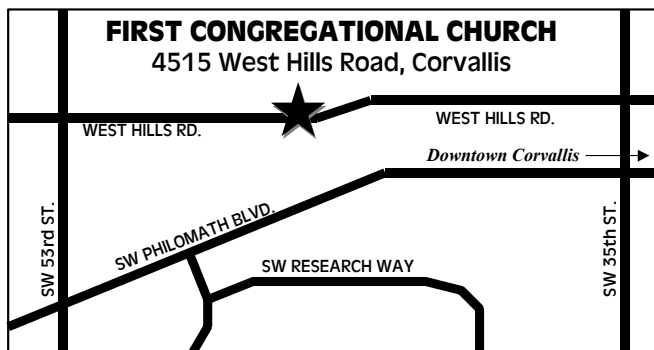 FIRST CONGREGATIONAL CHURCH
4515 West Hills Road, Corvallis
WEST HILLS RD.
WEST HILLS RD.
Downtown Corvallis
SW 53rd ST.
SW PHILOMATH BLVD.
SW RESEARCH WAY
SW 35th ST.